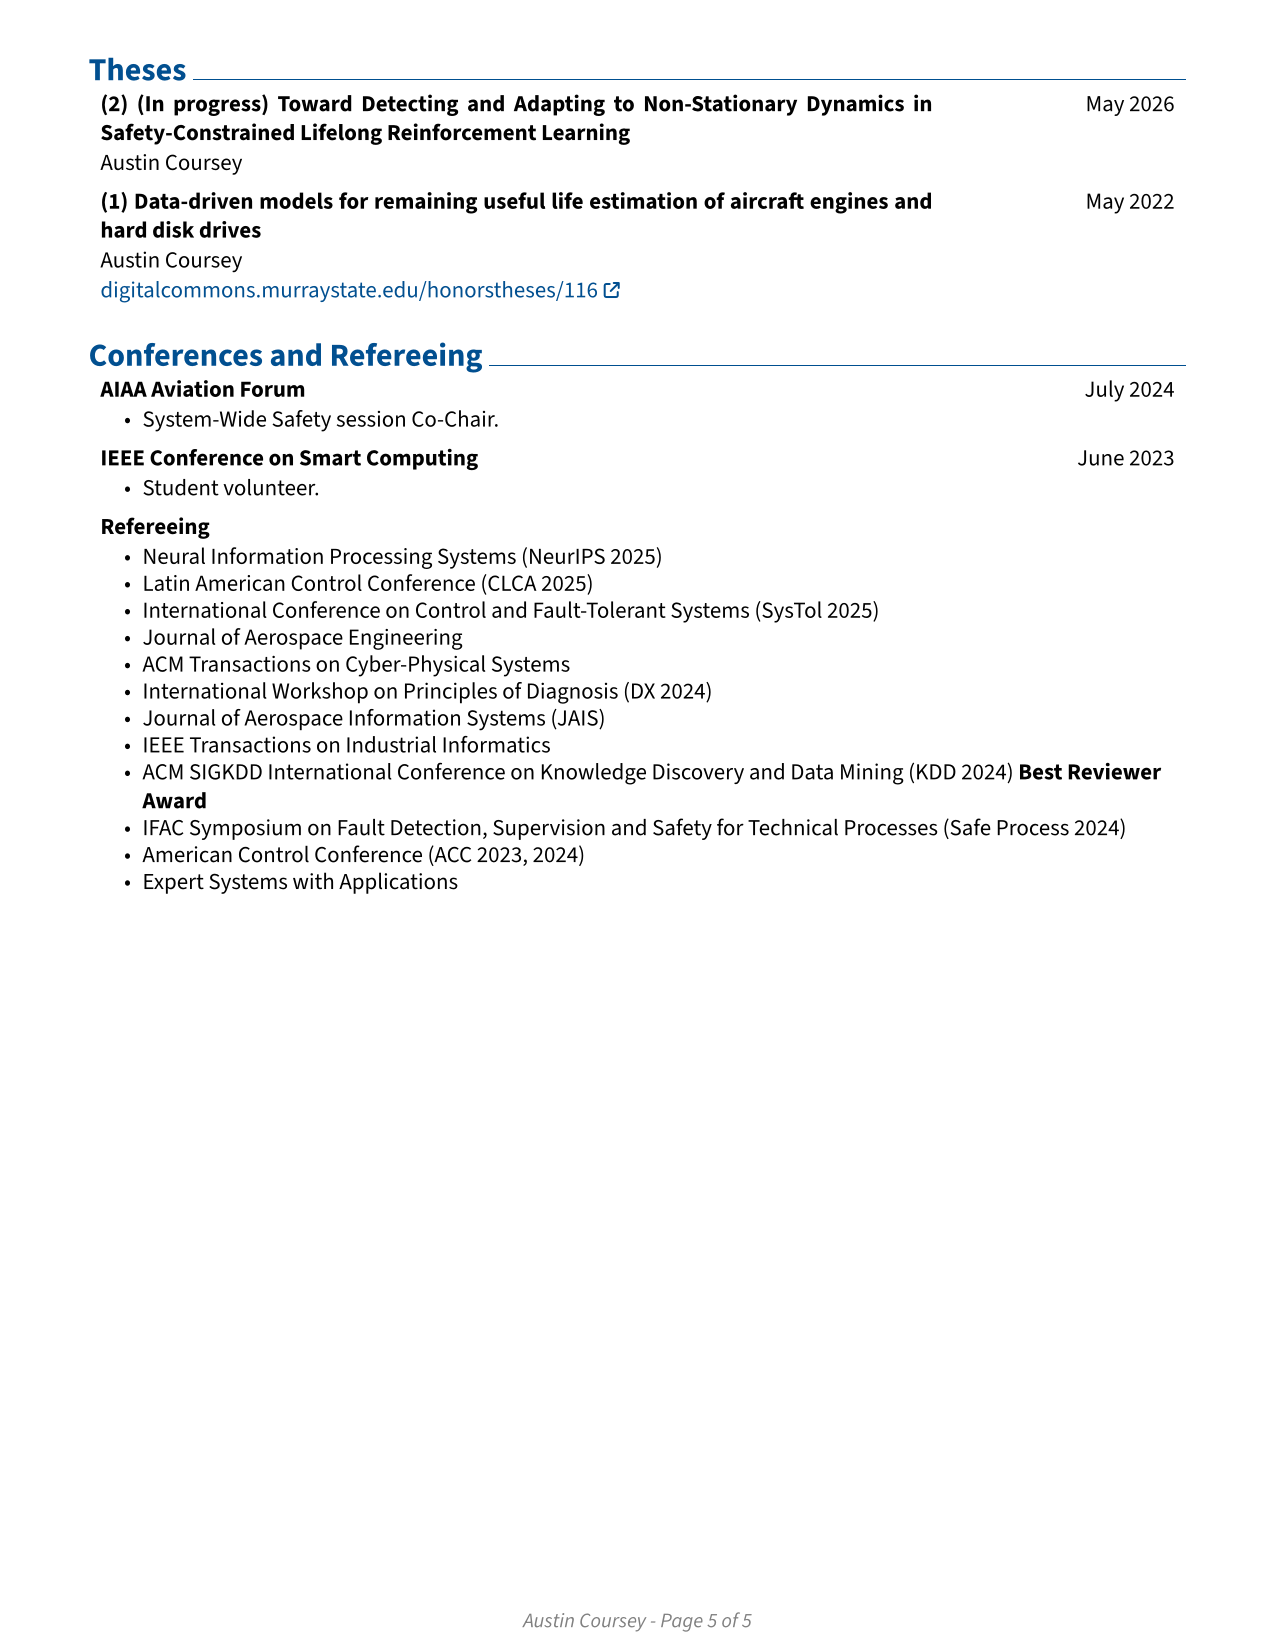 Theses
(2) (In progress) Toward Detecting and Adapting to Non-Stationary Dynamics in May 2026
Safety-Constrained Lifelong Reinforcement Learning
Austin Coursey
(1) Data-driven models for remaining useful life estimation of aircraft engines and May 2022
hard disk drives
Austin Coursey
digitalcommons.murraystate.edu/honorstheses/116
Conferences and Refereeing
AIAA Aviation Forum July 2024
• System-Wide Safety session Co-Chair.
IEEE Conference on Smart Computing June 2023
• Student volunteer.
Refereeing
• Neural Information Processing Systems (NeurIPS 2025)
• Latin American Control Conference (CLCA 2025)
• International Conference on Control and Fault-Tolerant Systems (SysTol 2025)
• Journal of Aerospace Engineering
• ACM Transactions on Cyber-Physical Systems
• International Workshop on Principles of Diagnosis (DX 2024)
• Journal of Aerospace Information Systems (JAIS)
• IEEE Transactions on Industrial Informatics
• ACM SIGKDD International Conference on Knowledge Discovery and Data Mining (KDD 2024) Best Reviewer
Award
• IFAC Symposium on Fault Detection, Supervision and Safety for Technical Processes (Safe Process 2024)
• American Control Conference (ACC 2023, 2024)
• Expert Systems with Applications
Austin Coursey - Page 5 of 5